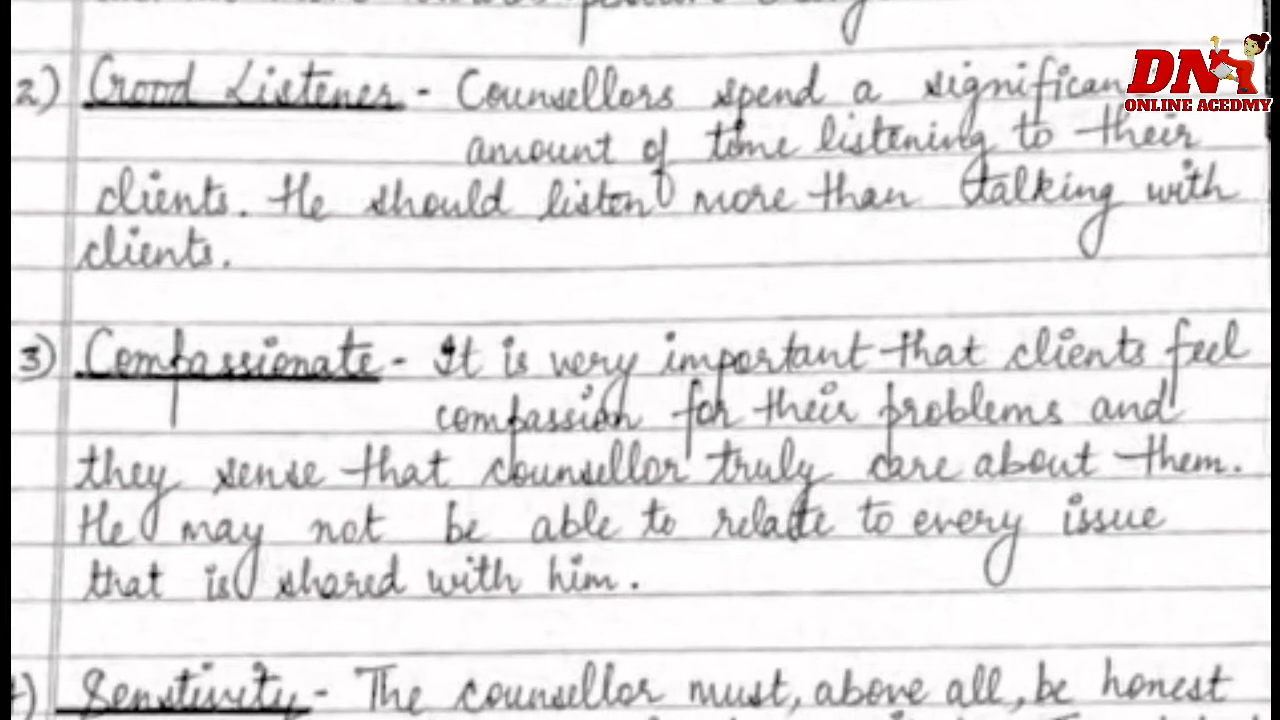 2) Good Listener - Counsellors spend a significan
amount of time listening to their
clients. He should listen more than talking with
clients.
3) Compassionate - It is very important that clients feel
compassion for their problems and
they sense that counsellor truly care about them.
He may not be able to relate to every issue
that is shared with him.
) Sensitivity - The counsellor must, above all, be honest
DN
ONLINE ACEDMY